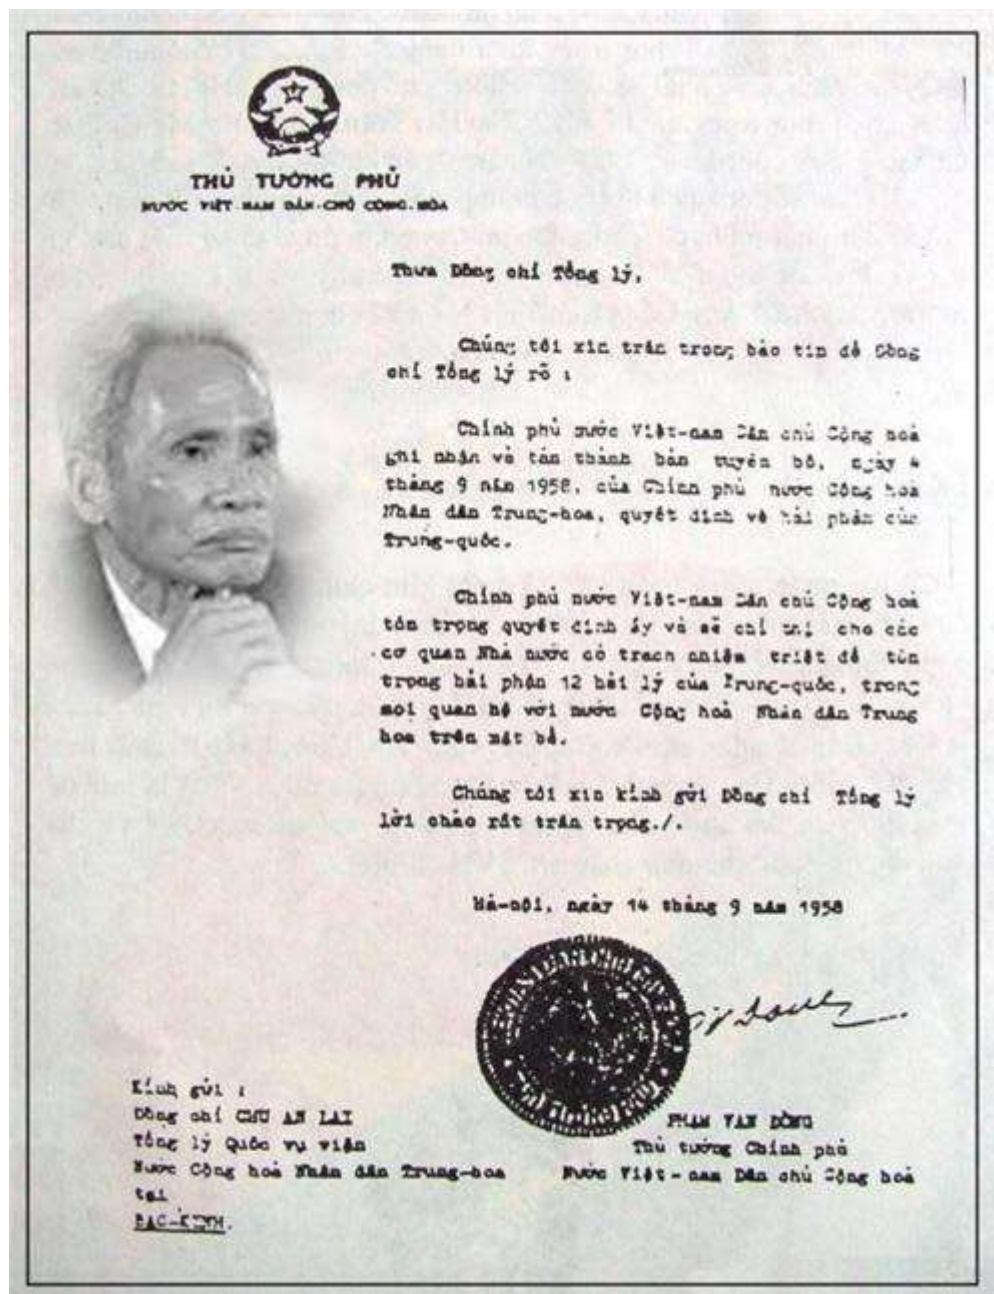 THỦ TƯỚNG PHỦ
NƯỚC VIỆT NAM DÂN-CHỦ CỘNG-HÒA
Thưa Đồng chí Tổng lý,
Chúng tôi xin trân trọng báo tin để Đồng
chí Tổng lý rõ :
Chính phủ nước Việt-nam Dân chủ Cộng hoà
ghi nhận và tán thành bản tuyên bố, ngày 4
tháng 9 năm 1958, của Chính phủ nước Cộng hoà
Nhân dân Trung-hoa, quyết định về hải phận của
Trung-quốc.
Chính phủ nước Việt-nam Dân chủ Cộng hoà
tôn trọng quyết định ấy và sẽ chỉ thị cho các
cơ quan Nhà nước có trách nhiệm triệt để tôn
trọng hải phận 12 hải lý của Trung-quốc, trong
mọi quan hệ với nước Cộng hoà Nhân dân Trung
hoa trên mặt bể.
Chúng tôi xin kính gửi Đồng chí Tổng lý
lời chào rất trân trọng./.
Hà-nội, ngày 14 tháng 9 năm 1958
Kính gửi :
Đồng chí CHU AN LAI
Tổng lý Quốc vụ viện
Nước Cộng hoà Nhân dân Trung-hoa
tại
BẮC-KINH.
PHẠM VĂN ĐỒNG
Thủ tướng Chính phủ
Nước Việt-nam Dân chủ Cộng hoà